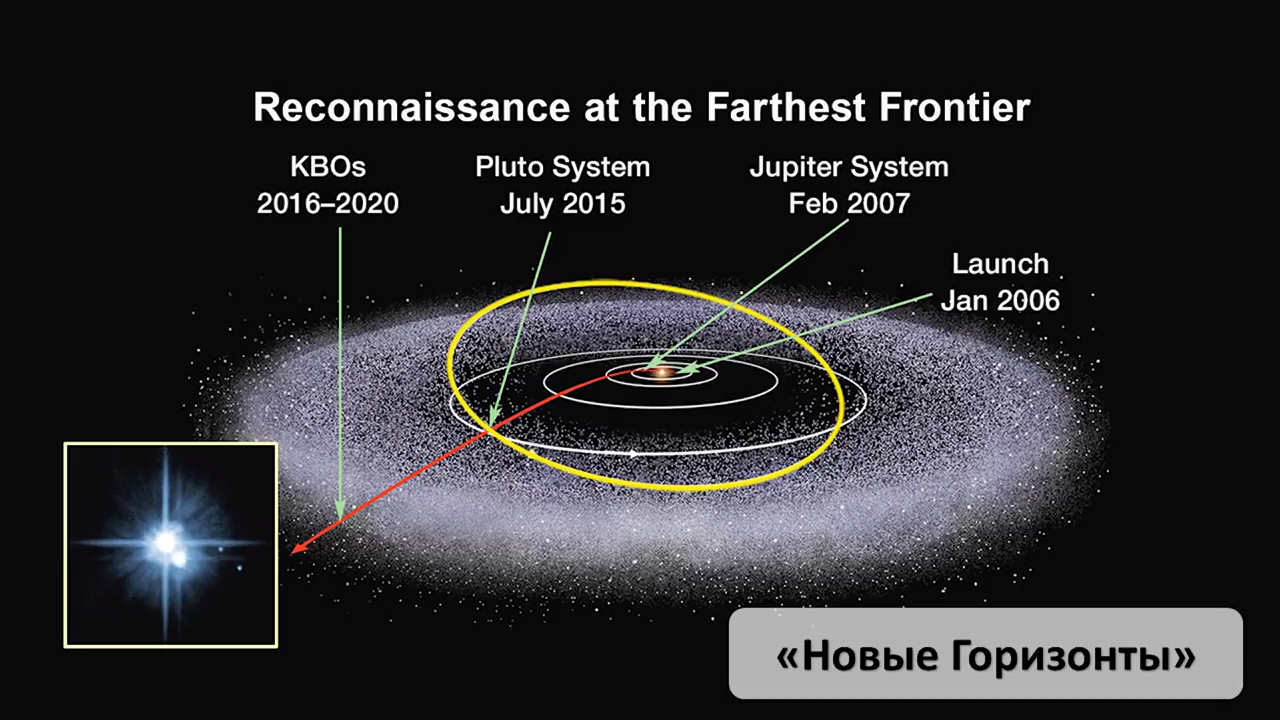 Reconnaissance at the Farthest Frontier
KBOs
2016–2020
Pluto System
July 2015
Jupiter System
Feb 2007
Launch
Jan 2006
«Новые Горизонты»